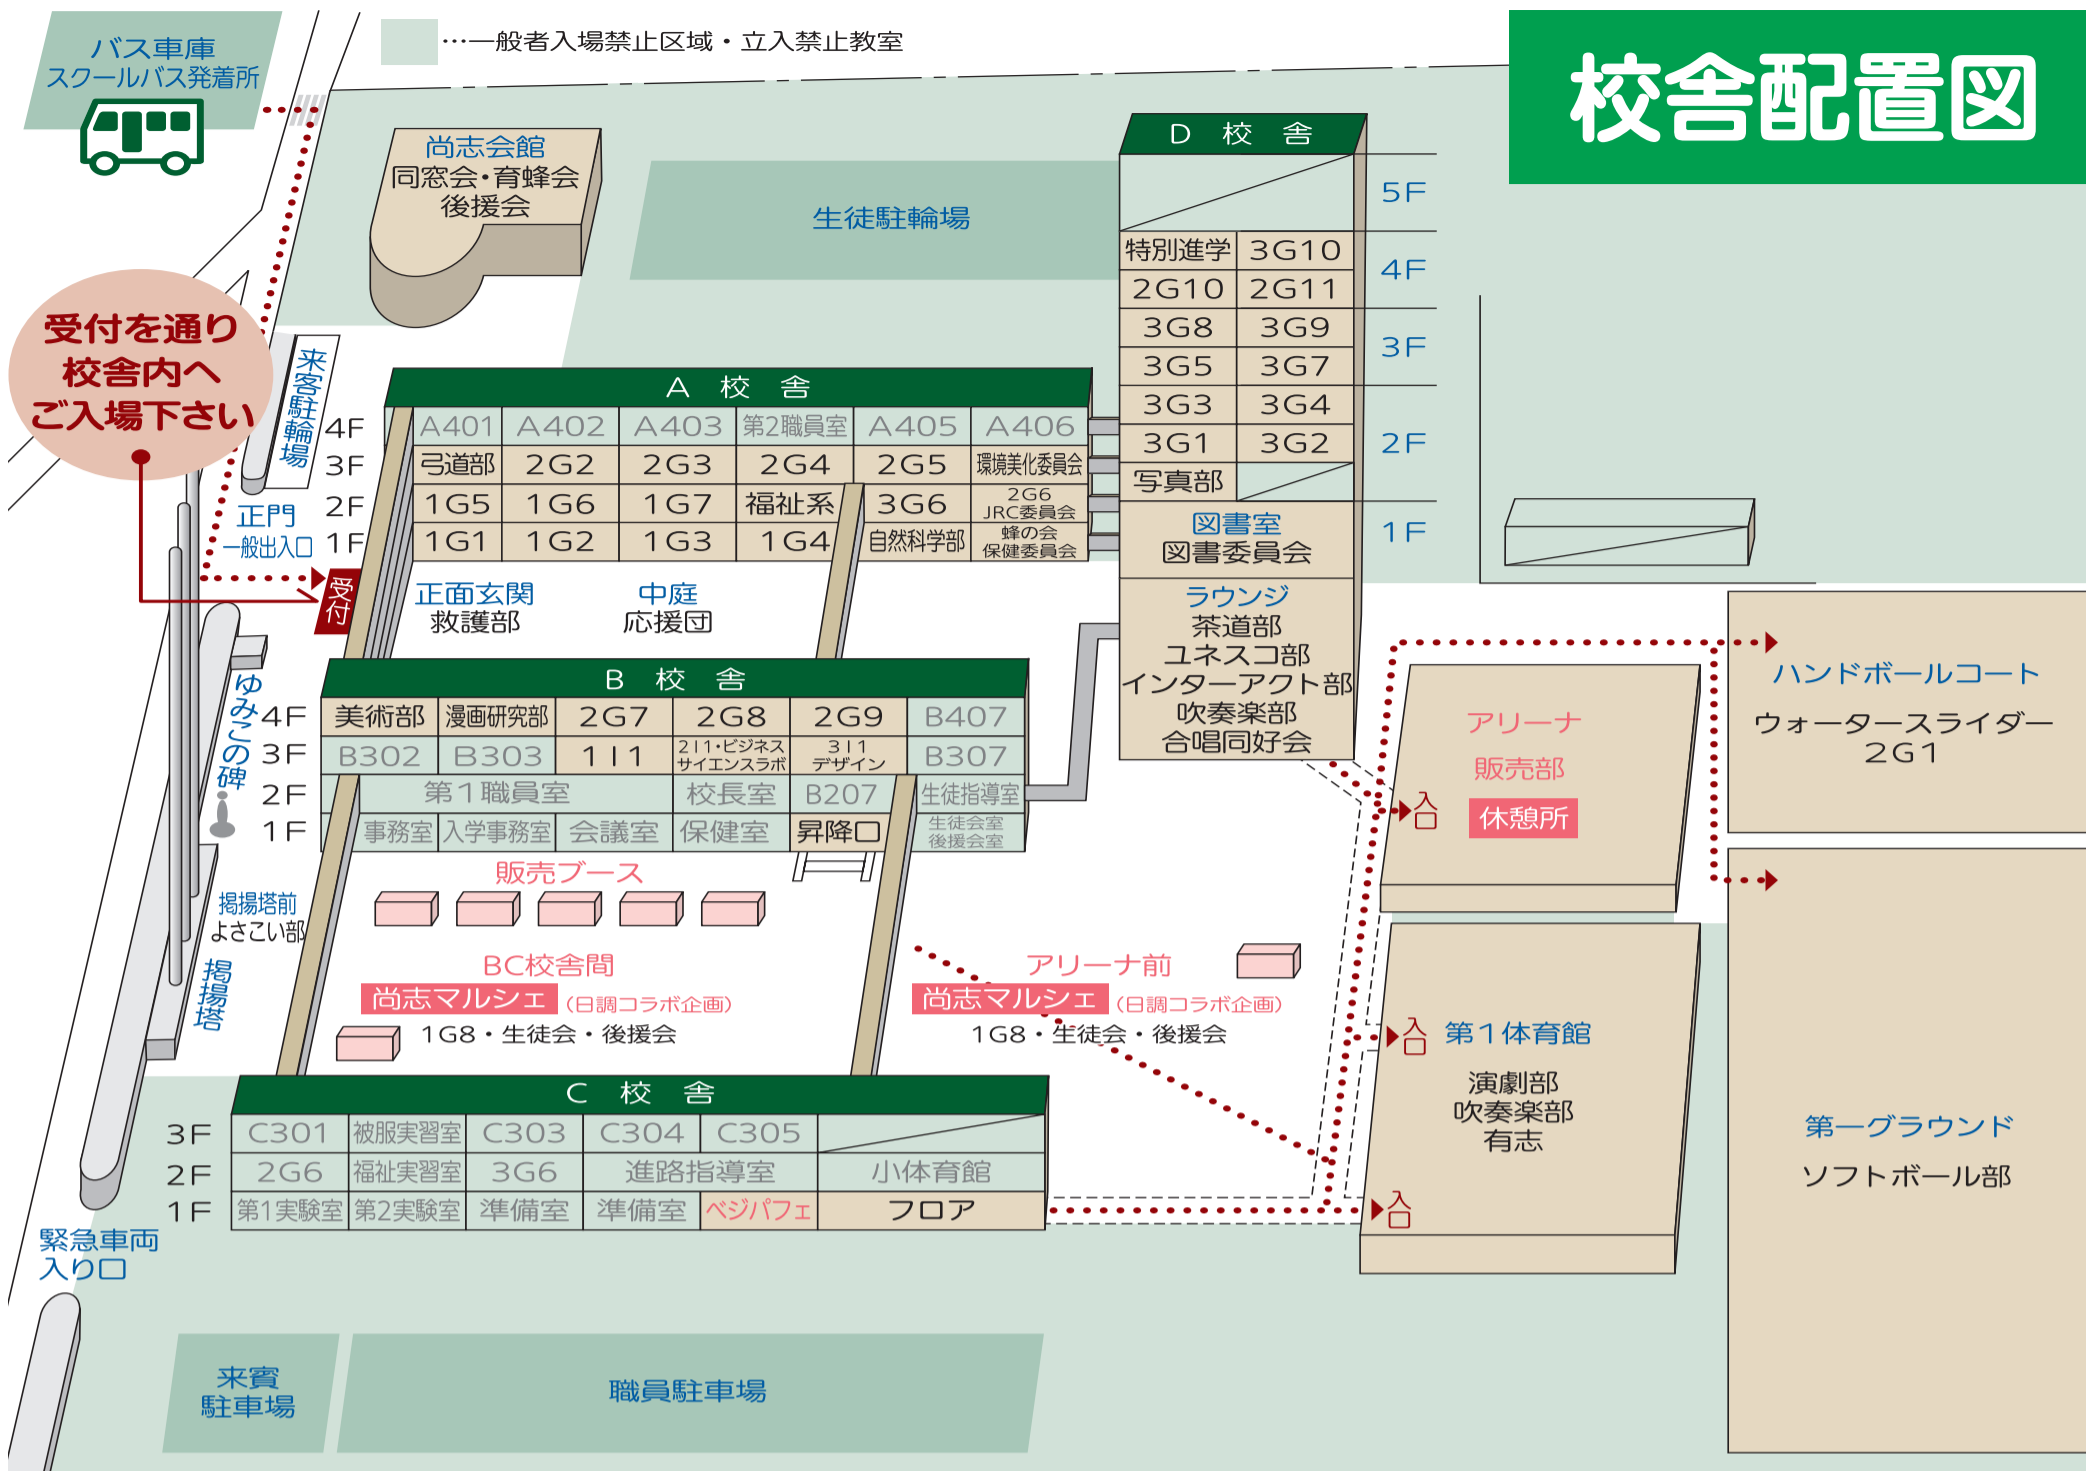 バス車庫
スクールバス発着所
…一般者入場禁止区域・立入禁止教室
校舎配置図
尚志会館
同窓会・育蜂会
後援会
生徒駐輪場
D 校 舎
5F
特別進学 3G10
4F
2G10 2G11
3G8 3G9
3F
3G5 3G7
3G3 3G4
2F
3G1 3G2
写真部
1F
図書室
図書委員会
ラウンジ
茶道部
ユネスコ部
インターアクト部
吹奏楽部
合唱同好会
受付を通り
校舎内へ
ご入場下さい
来客駐輪場
正門
一般出入口
受付
A 校 舎
4F A401 A402 A403 第2職員室 A405 A406
3F 弓道部 2G2 2G3 2G4 2G5 環境美化委員会
2F 1G5 1G6 1G7 福祉系 3G6 2G6
JRC委員会
1F 1G1 1G2 1G3 1G4 自然科学部 蜂の会
保健委員会
正面玄関
救護部
中庭
応援団
B 校 舎
4F 美術部 漫画研究部 2G7 2G8 2G9 B407
3F B302 B303 1I1 2I1・ビジネス
サイエンスラボ 3I1
デザイン B307
2F 第1職員室 校長室 B207 生徒指導室
1F 事務室 入学事務室 会議室 保健室 昇降口 生徒会室
後援会室
ゆみこの碑
掲揚塔前
よさこい部
掲揚塔
販売ブース
BC校舎間
尚志マルシェ (日調コラボ企画)
1G8・生徒会・後援会
アリーナ前
尚志マルシェ (日調コラボ企画)
1G8・生徒会・後援会
C 校 舎
3F C301 被服実習室 C303 C304 C305
2F 2G6 福祉実習室 3G6 進路指導室 小体育館
1F 第1実験室 第2実験室 準備室 準備室 ベジパフェ フロア
緊急車両
入り口
来賓
駐車場
職員駐車場
アリーナ
販売部
休憩所
入口
入口
第1体育館
演劇部
吹奏楽部
有志
入口
ハンドボールコート
ウォータースライダー
2G1
第一グラウンド
ソフトボール部